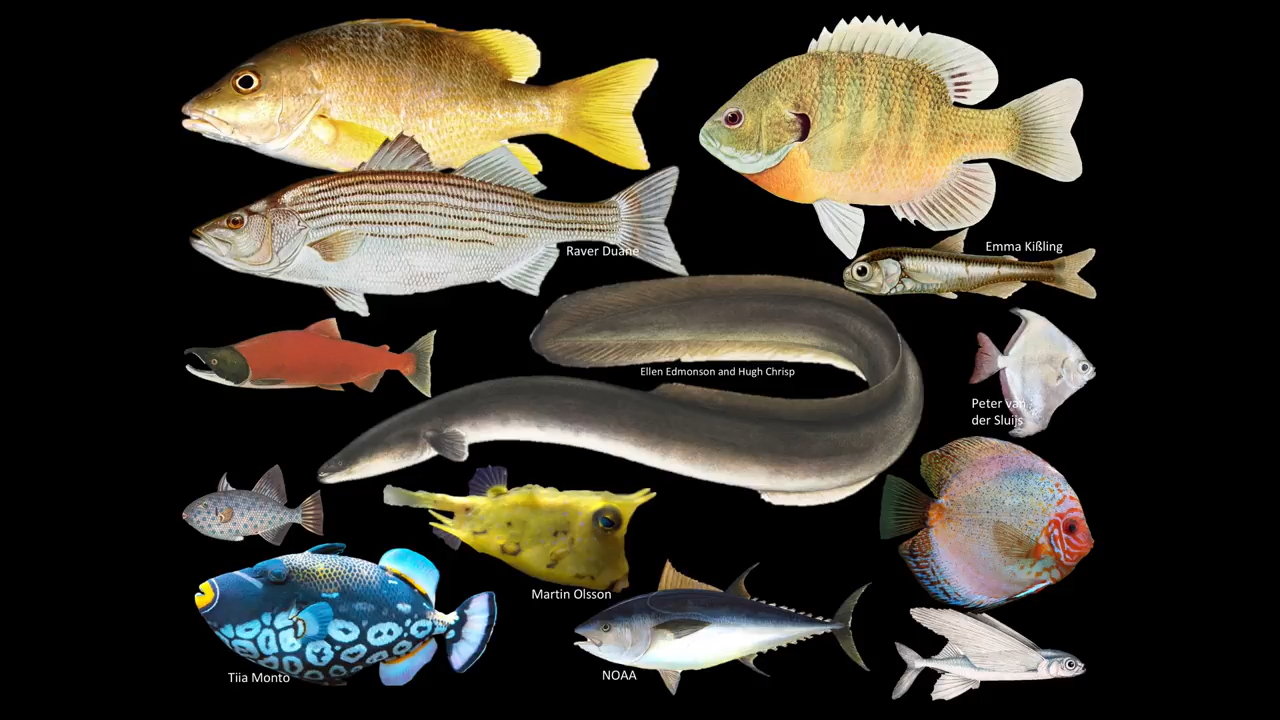 Emma Kißling
Raver Duane
Ellen Edmonson and Hugh Chrisp
Peter van
der Sluijs
Martin Olsson
NOAA
Tiia Monto